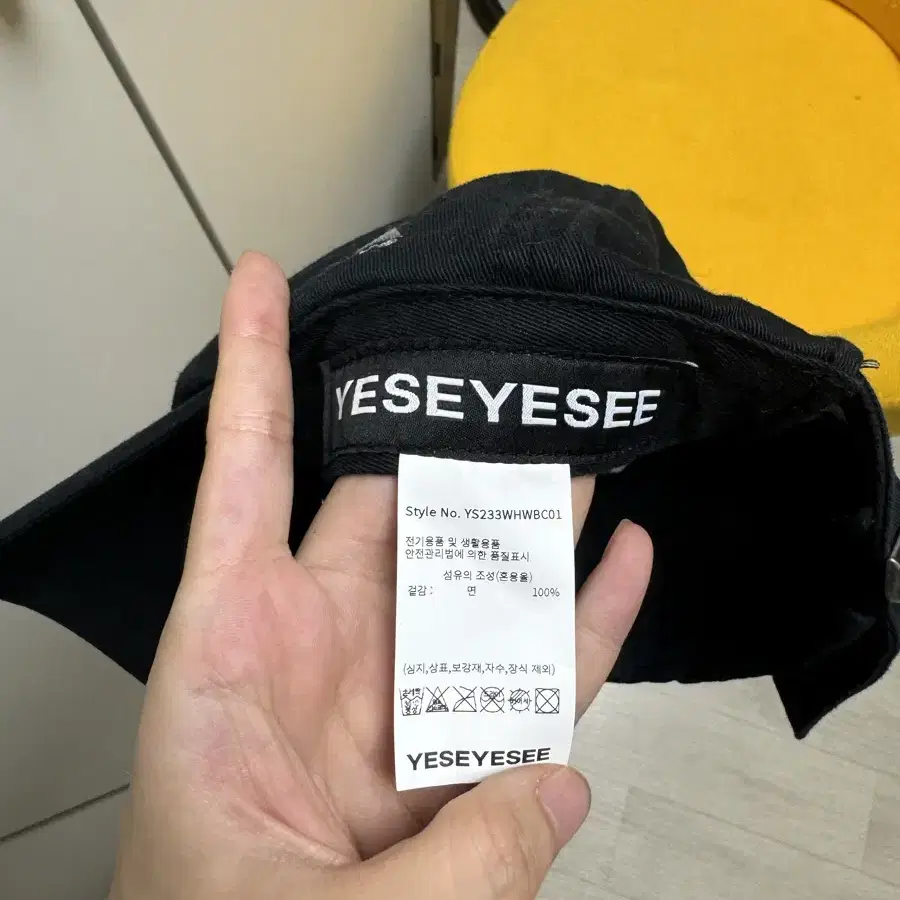 YESEYESEE
Style No. YS233WHWBC01
전기용품 및 생활용품
안전관리법에 의한 품질표시
섬유의 조성(혼용율)
겉감 : 면 100%
(심지,상표,보강재,자수,장식 제외)
YESEYESEE